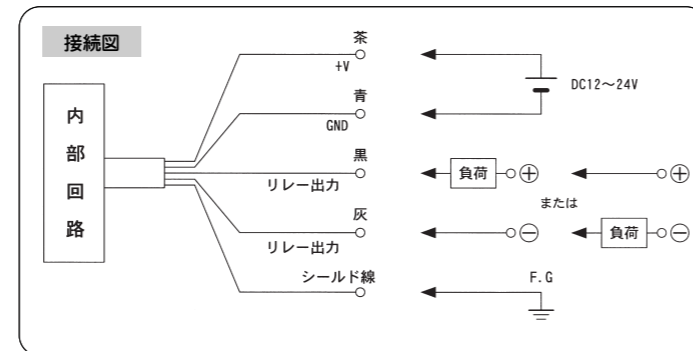 接続図
内部回路
茶
+V
DC12～24V
青
GND
黒
リレー出力
負荷 ⊕ ⊕
または
灰
リレー出力
⊖ 負荷 ⊖
シールド線
F.G